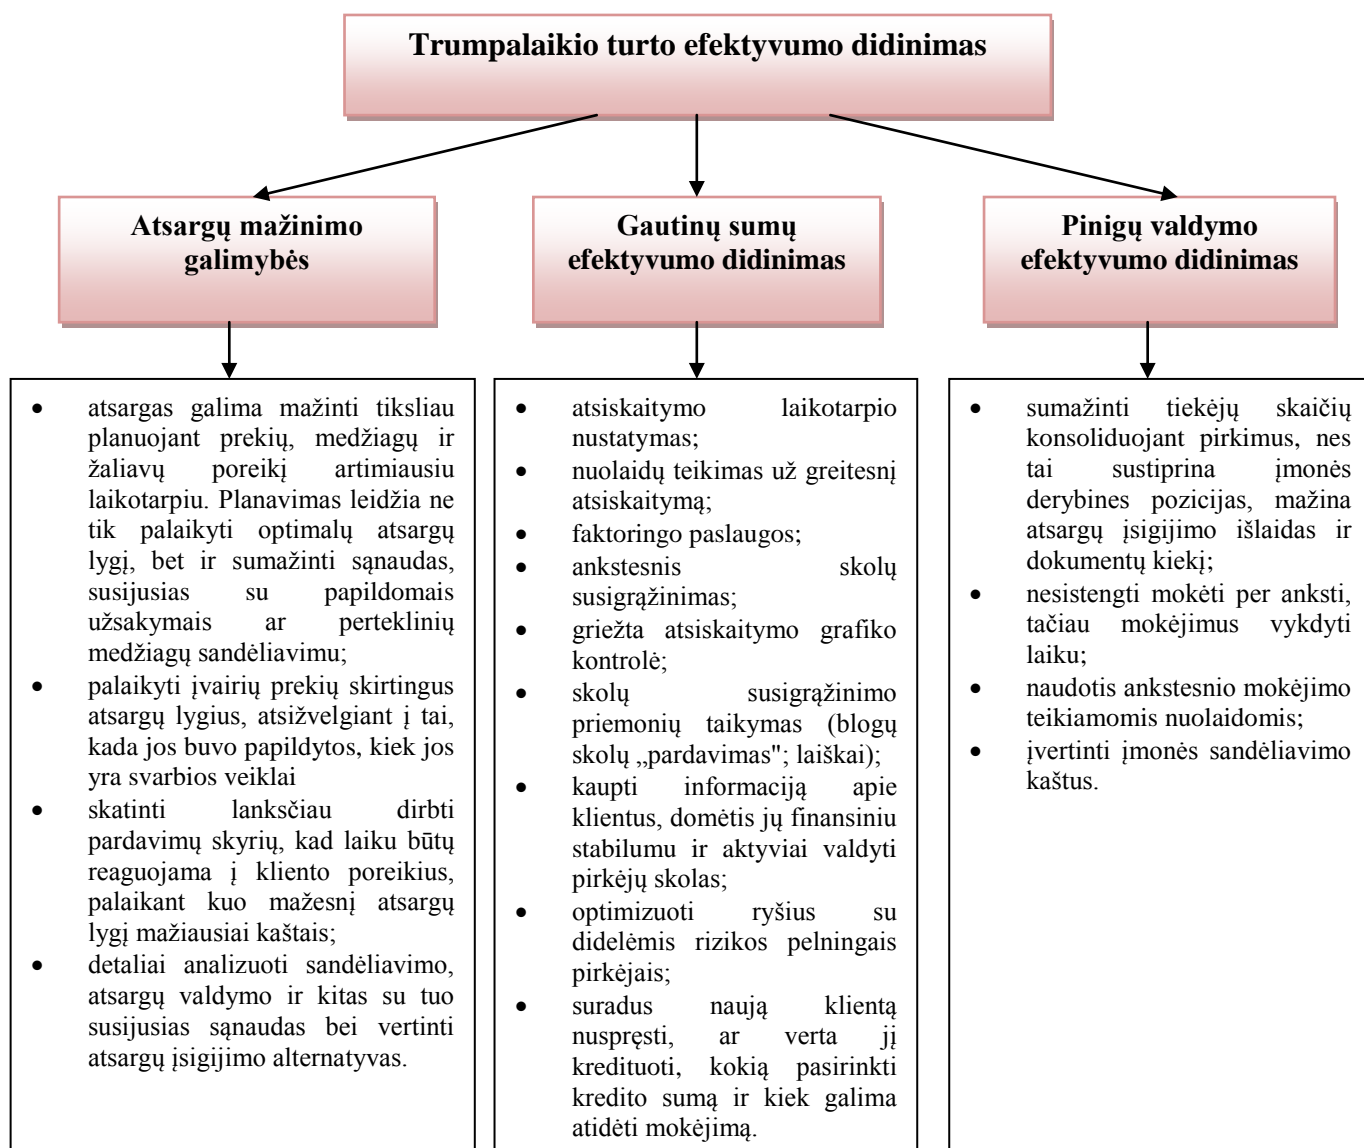 Trumpalaikio turto efektyvumo didinimas
Atsargų mažinimo
galimybės
Gautinų sumų
efektyvumo didinimas
Pinigų valdymo
efektyvumo didinimas
• atsargas galima mažinti tiksliau
planuojant prekių, medžiagų ir
žaliavų poreikį artimiausiu
laikotarpiu. Planavimas leidžia ne
tik palaikyti optimalų atsargų
lygį, bet ir sumažinti sąnaudas,
susijusias su papildomais
užsakymais ar perteklinių
medžiagų sandėliavimu;
• palaikyti įvairių prekių skirtingus
atsargų lygius, atsižvelgiant į tai,
kada jos buvo papildytos, kiek jos
yra svarbios veiklai
• skatinti lanksčiau dirbti
pardavimų skyrių, kad laiku būtų
reaguojama į kliento poreikius,
palaikant kuo mažesnį atsargų
lygį mažiausiai kaštais;
• detaliai analizuoti sandėliavimo,
atsargų valdymo ir kitas su tuo
susijusias sąnaudas bei vertinti
atsargų įsigijimo alternatyvas.
• atsiskaitymo laikotarpio
nustatymas;
• nuolaidų teikimas už greitesnį
atsiskaitymą;
• faktoringo paslaugos;
• ankstesnis skolų
susigrąžinimas;
• griežta atsiskaitymo grafiko
kontrolė;
• skolų susigrąžinimo
priemonių taikymas (blogų
skolų „pardavimas"; laiškai);
• kaupti informaciją apie
klientus, domėtis jų finansiniu
stabilumu ir aktyviai valdyti
pirkėjų skolas;
• optimizuoti ryšius su
didelėmis rizikos pelningais
pirkėjais;
• suradus naują klientą
nuspręsti, ar verta jį
kredituoti, kokią pasirinkti
kredito sumą ir kiek galima
atidėti mokėjimą.
• sumažinti tiekėjų skaičių
konsoliduojant pirkimus, nes
tai sustiprina įmonės
derybines pozicijas, mažina
atsargų įsigijimo išlaidas ir
dokumentų kiekį;
• nesistengti mokėti per anksti,
tačiau mokėjimus vykdyti
laiku;
• naudotis ankstesnio mokėjimo
teikiamomis nuolaidomis;
• įvertinti įmonės sandėliavimo
kaštus.